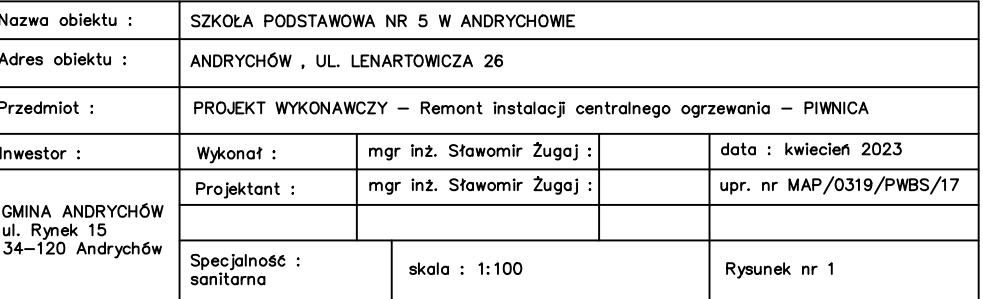 Nazwa obiektu : SZKOŁA PODSTAWOWA NR 5 W ANDRYCHOWIE
Adres obiektu : ANDRYCHÓW , UL. LENARTOWICZA 26
Przedmiot : PROJEKT WYKONAWCZY – Remont instalacji centralnego ogrzewania – PIWNICA
Inwestor : Wykonał : mgr inż. Sławomir Żugaj : data : kwiecień 2023
Projektant : mgr inż. Sławomir Żugaj : upr. nr MAP/0319/PWBS/17
GMINA ANDRYCHÓW
ul. Rynek 15
34–120 Andrychów
Specjalność :
sanitarna
skala : 1:100
Rysunek nr 1